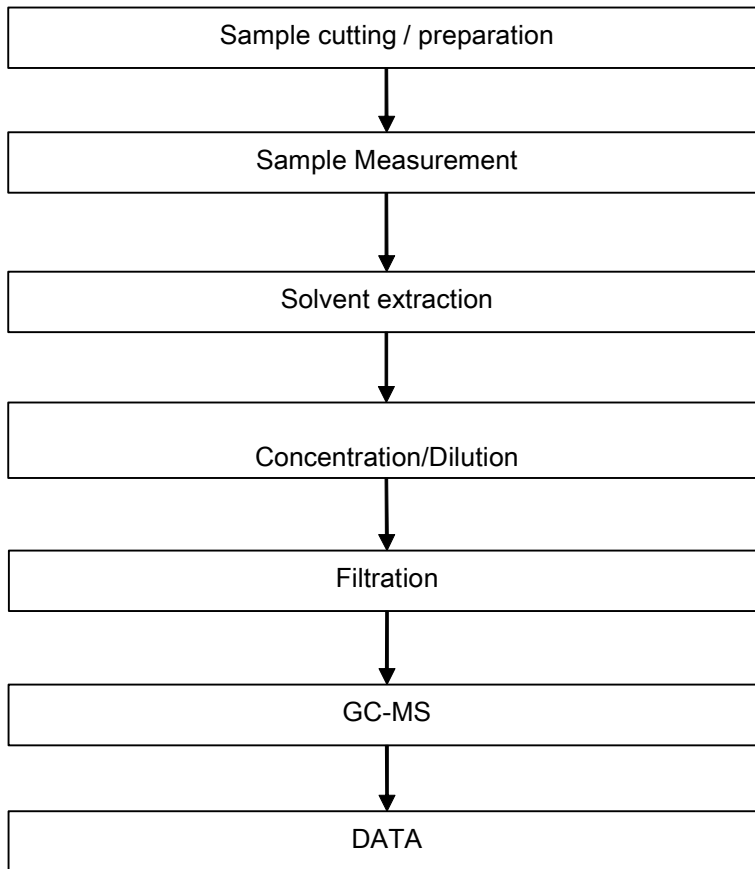 Sample cutting / preparation
Sample Measurement
Solvent extraction
Concentration/Dilution
Filtration
GC-MS
DATA